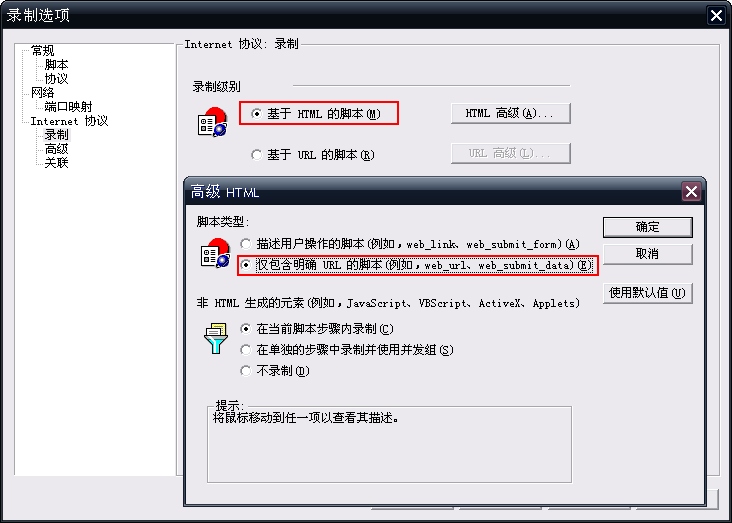 录制选项
常规
脚本
协议
网络
端口映射
Internet 协议
录制
高级
关联
Internet 协议: 录制
录制级别
基于 HTML 的脚本(M)
HTML 高级(A)...
基于 URL 的脚本(R)
URL 高级(L)...
高级 HTML
脚本类型:
描述用户操作的脚本(例如,web_link、web_submit_form)(A)
仅包含明确 URL 的脚本(例如,web_url、web_submit_data)(E)
确定
取消
使用默认值(U)
非 HTML 生成的元素(例如,JavaScript、VBScript、ActiveX、Applets)
在当前脚本步骤内录制(C)
在单独的步骤中录制并使用并发组(S)
不录制(D)
提示:
将鼠标移动到任一项以查看其描述。